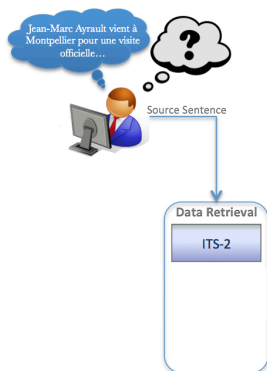 Jean-Marc Ayrault vient à
Montpellier pour une visite
officielle...
?
Source Sentence
Data Retrieval
ITS-2